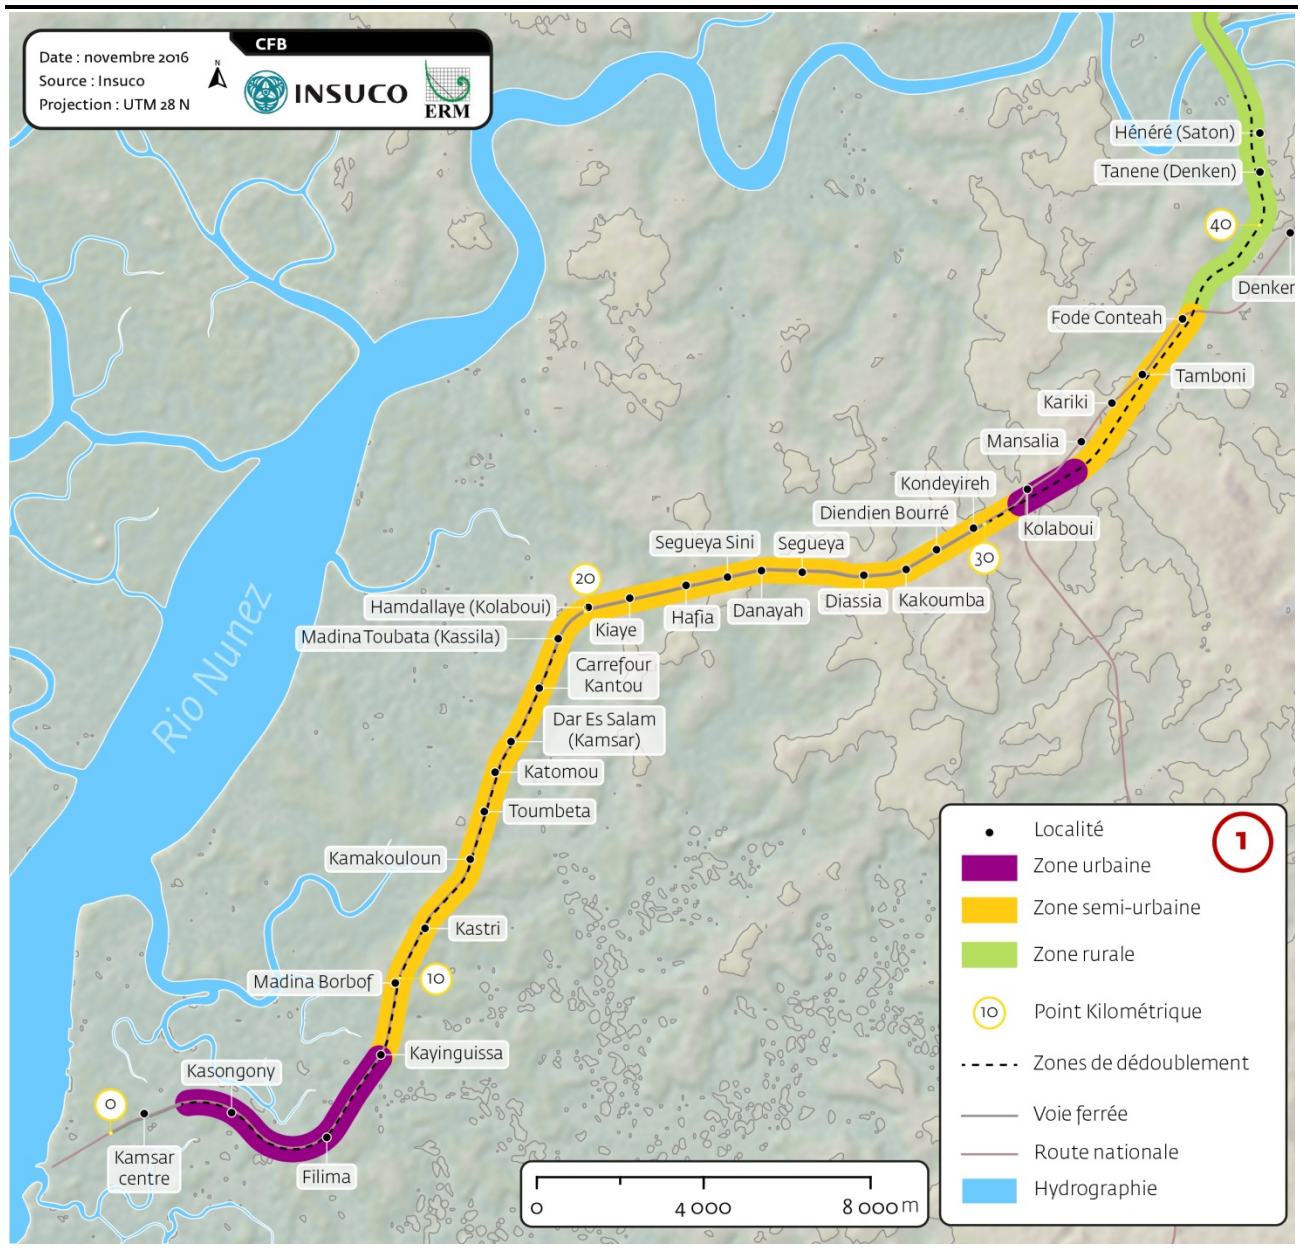 CFB
Date : novembre 2016
Source : Insuco
Projection : UTM 28 N
N
INSUCO
ERM
Hénéré (Saton)
Tanene (Denken)
40
Denken
Fode Conteah
Tamboni
Kariki
Mansalia
Kondeyireh
Kolaboui
Diendien Bourré
30
Segueya Sini
Segueya
20
Hamdallaye (Kolaboui)
Kiaye
Hafia
Danayah
Diassia
Kakoumba
Madina Toubata (Kassila)
Carrefour
Kantou
Rio Nunez
Dar Es Salam
(Kamsar)
Katomou
Toumbeta
Kamakouloun
Kastri
Madina Borbof
10
Kayinguissa
Kasongony
0
Kamsar
centre
Filima
1
Localité
Zone urbaine
Zone semi-urbaine
Zone rurale
10
Point Kilométrique
Zones de dédoublement
Voie ferrée
Route nationale
Hydrographie
0
4 000
8 000 m